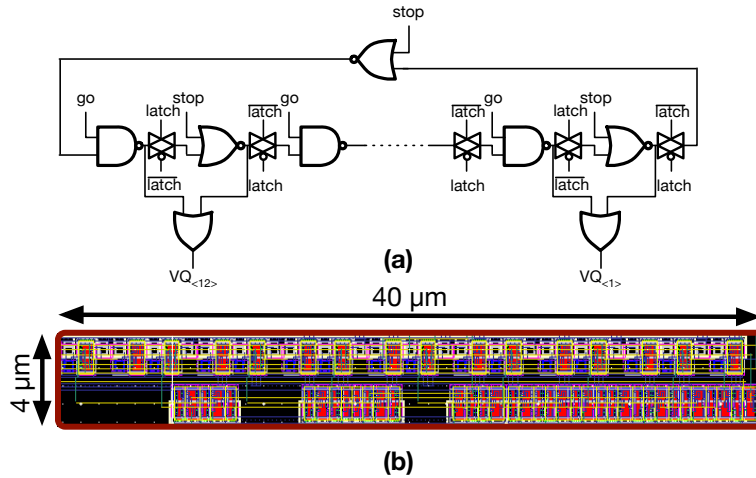 stop
go latch stop latch go latch go latch stop latch
latch latch latch latch latch
VQ<12> VQ<1>
(a)
40 µm
4 µm
(b)